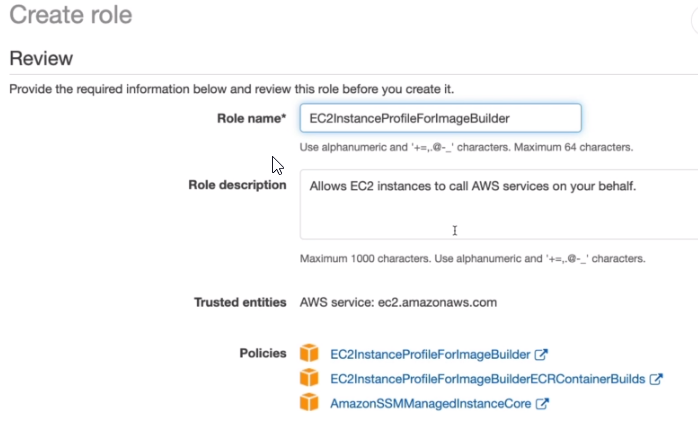 Create role
Review
Provide the required information below and review this role before you create it.
Role name* EC2InstanceProfileForImageBuilder
Use alphanumeric and '+=,.@-_' characters. Maximum 64 characters.
Role description Allows EC2 instances to call AWS services on your behalf.
Maximum 1000 characters. Use alphanumeric and '+=,.@-_' characters.
Trusted entities AWS service: ec2.amazonaws.com
Policies EC2InstanceProfileForImageBuilder
EC2InstanceProfileForImageBuilderECRContainerBuilds
AmazonSSMManagedInstanceCore